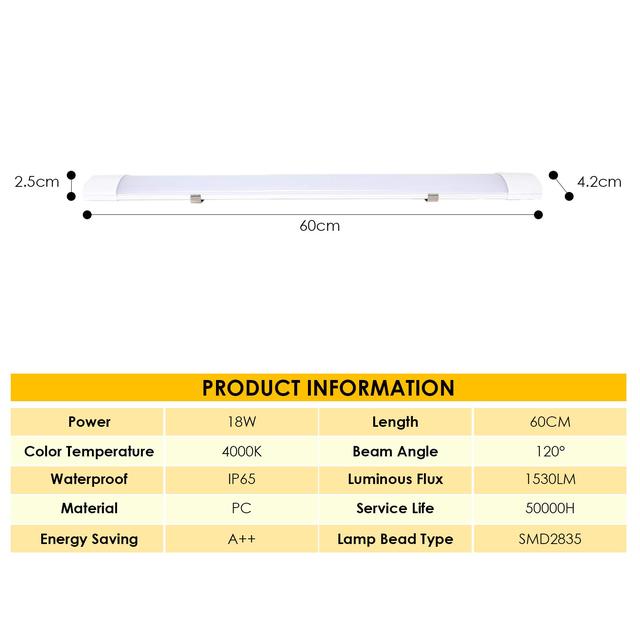 2.5cm
4.2cm
60cm
PRODUCT INFORMATION
Power 18W Length 60CM
Color Temperature 4000K Beam Angle 120°
Waterproof IP65 Luminous Flux 1530LM
Material PC Service Life 50000H
Energy Saving A++ Lamp Bead Type SMD2835